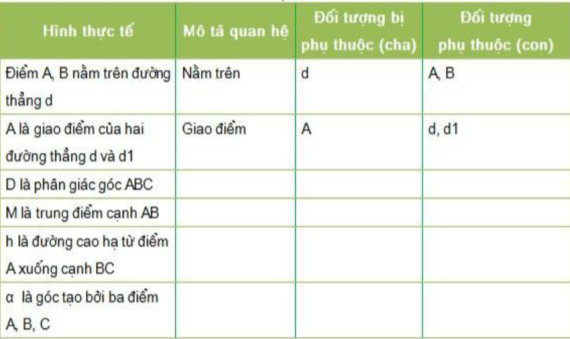 Hình thực tế
Mô tả quan hệ
Đối tượng bị
phụ thuộc (cha)
Đối tượng
phụ thuộc (con)
Điểm A, B nằm trên đường
thẳng d
Nằm trên
d
A, B
A là giao điểm của hai
đường thẳng d và d1
Giao điểm
A
d, d1
D là phân giác góc ABC
M là trung điểm cạnh AB
h là đường cao hạ từ điểm
A xuống cạnh BC
α là góc tạo bởi ba điểm
A, B, C